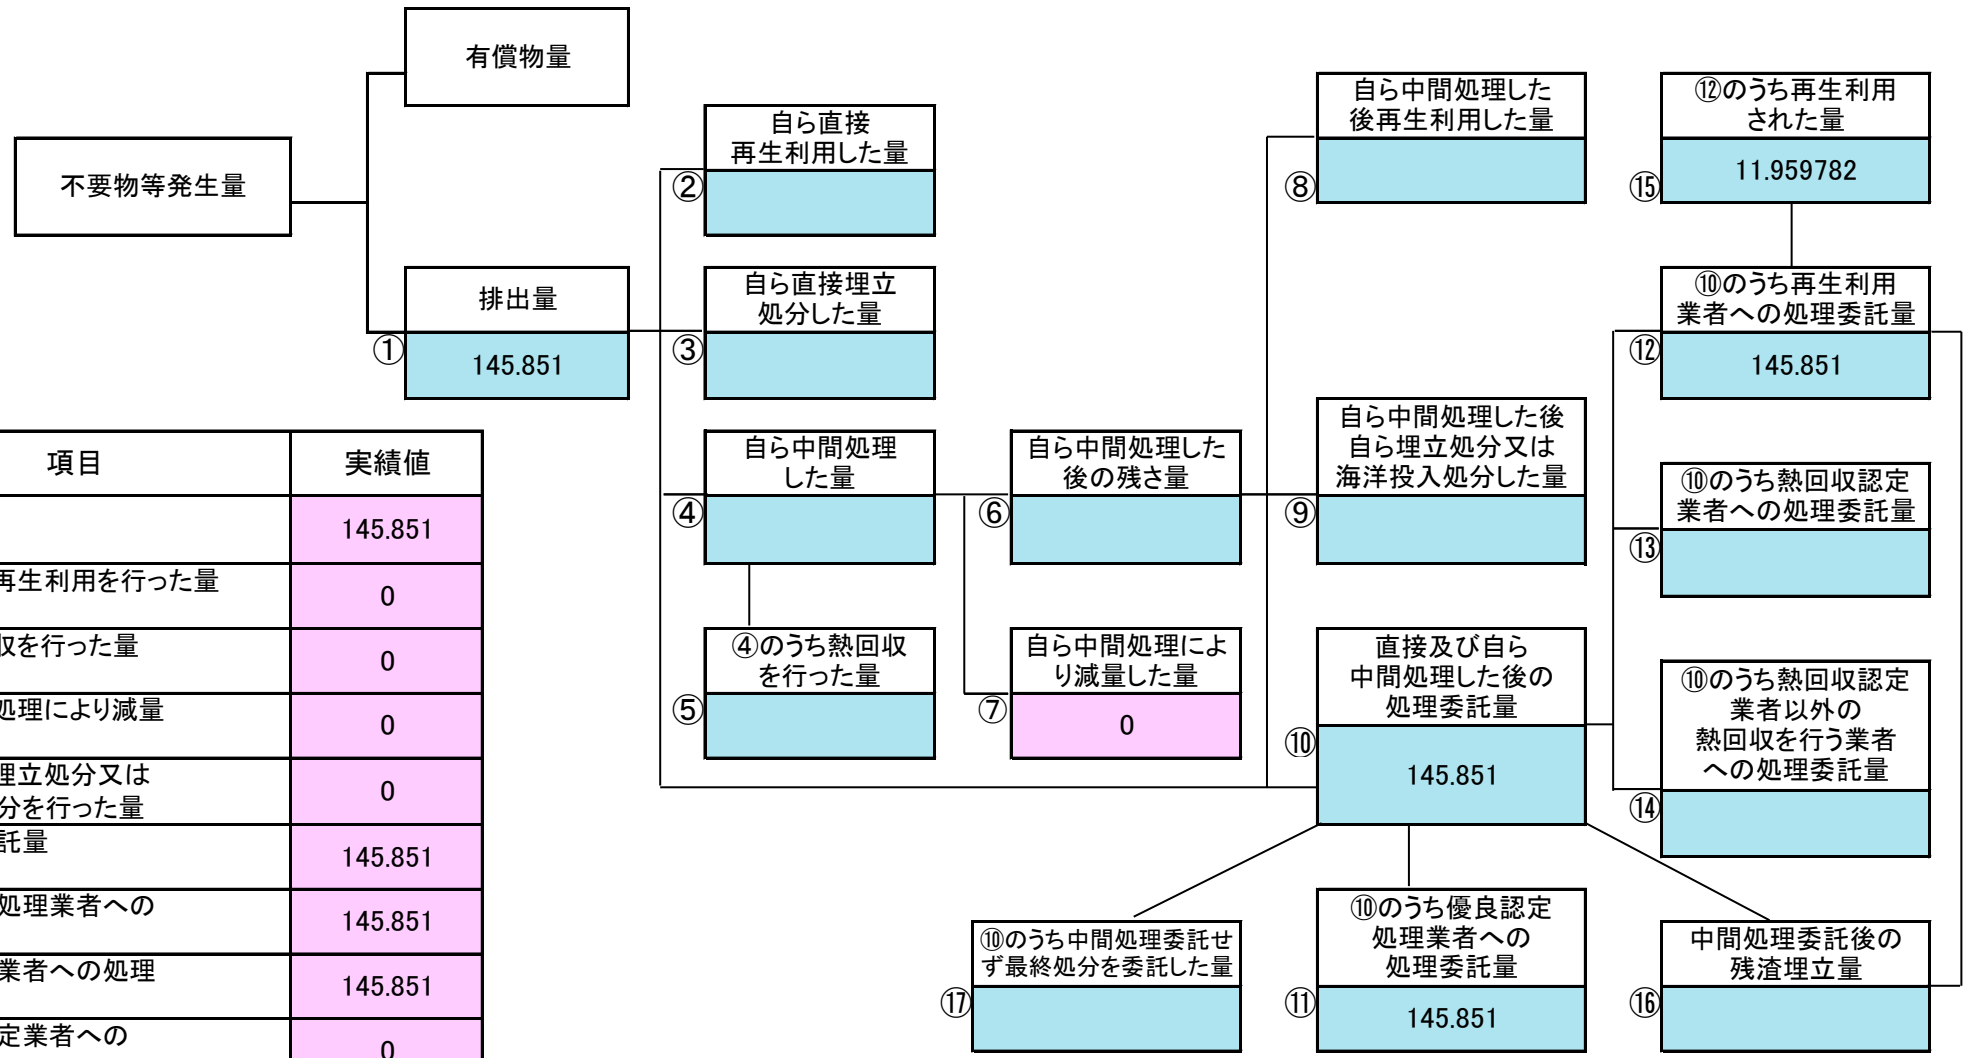 有償物量
不要物等発生量
排出量
①
145.851
自ら直接
再生利用した量
②
自ら直接埋立
処分した量
③
自ら中間処理
した量
④
④のうち熱回収
を行った量
⑤
自ら中間処理した
後の残さ量
⑥
自ら中間処理によ
り減量した量
⑦
0
自ら中間処理した
後再生利用した量
⑧
自ら中間処理した後
自ら埋立処分又は
海洋投入処分した量
⑨
直接及び自ら
中間処理した後の
処理委託量
⑩
145.851
⑩のうち優良認定
処理業者への
処理委託量
⑪
145.851
⑩のうち中間処理委託せ
ず最終処分を委託した量
⑰
⑫のうち再生利用
された量
⑮
11.959782
⑩のうち再生利用
業者への処理委託量
⑫
145.851
⑩のうち熱回収認定
業者への処理委託量
⑬
⑩のうち熱回収認定
業者以外の
熱回収を行う業者
への処理委託量
⑭
中間処理委託後の
残渣埋立量
⑯
項目 実績値
145.851
再生利用を行った量 0
収を行った量 0
処理により減量 0
埋立処分又は
分を行った量 0
託量 145.851
処理業者への 145.851
業者への処理 145.851
定業者への 0